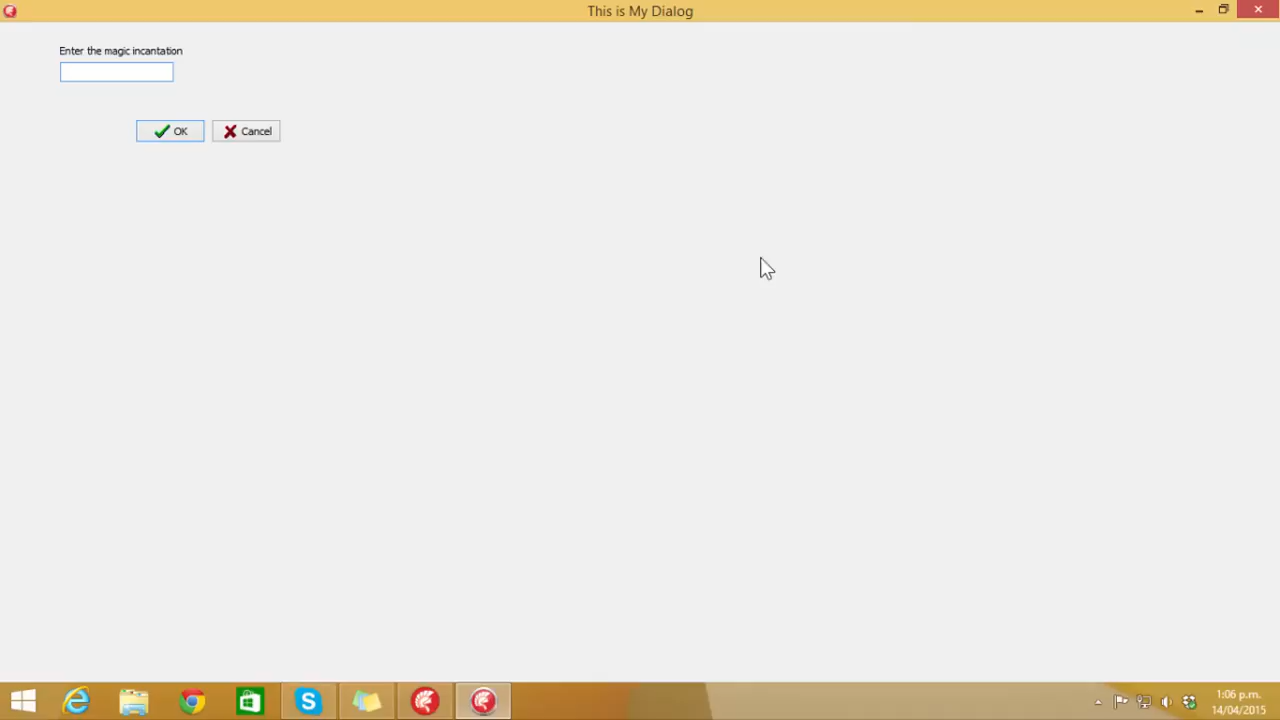 This is My Dialog
Enter the magic incantation
OK
Cancel
1:06 p.m.
14/04/2015